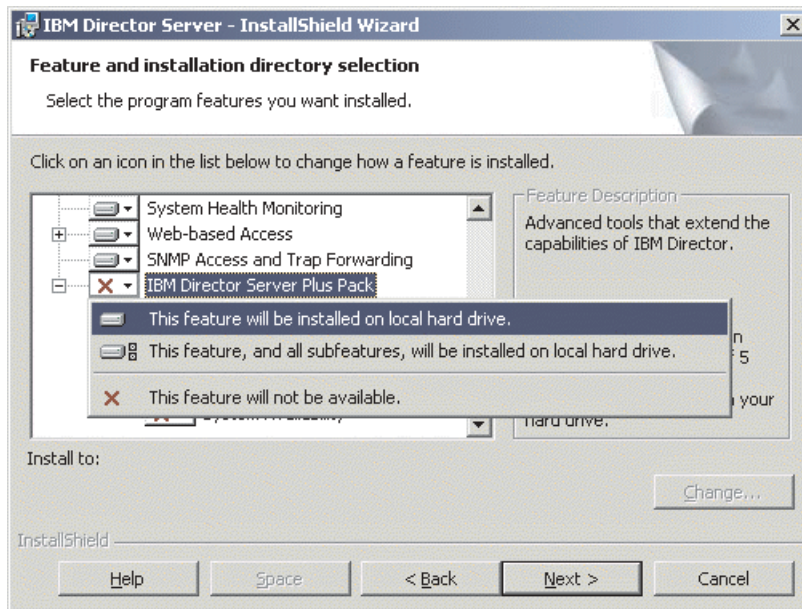 IBM Director Server - InstallShield Wizard
Feature and installation directory selection
Select the program features you want installed.
Click on an icon in the list below to change how a feature is installed.
System Health Monitoring
Web-based Access
SNMP Access and Trap Forwarding
IBM Director Server Plus Pack
This feature will be installed on local hard drive.
This feature, and all subfeatures, will be installed on local hard drive.
This feature will not be available.
Feature Description
Advanced tools that extend the
capabilities of IBM Director.
n
5
your
hard drive.
Install to:
Change...
InstallShield
Help
Space
< Back
Next >
Cancel